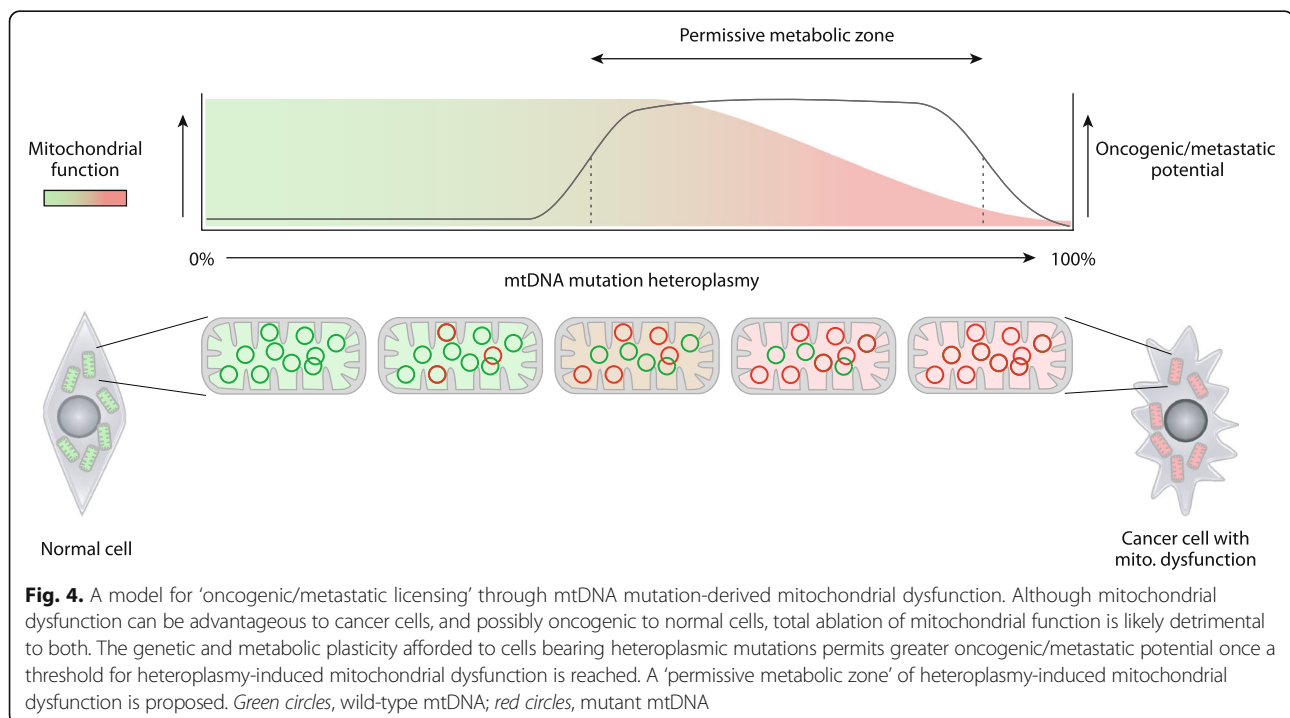 Permissive metabolic zone
Mitochondrial
function
Oncogenic/metastatic
potential
0%
100%
mtDNA mutation heteroplasmy
Normal cell
Cancer cell with
mito. dysfunction
Fig. 4. A model for ‘oncogenic/metastatic licensing’ through mtDNA mutation-derived mitochondrial dysfunction. Although mitochondrial
dysfunction can be advantageous to cancer cells, and possibly oncogenic to normal cells, total ablation of mitochondrial function is likely detrimental
to both. The genetic and metabolic plasticity afforded to cells bearing heteroplasmic mutations permits greater oncogenic/metastatic potential once a
threshold for heteroplasmy-induced mitochondrial dysfunction is reached. A ‘permissive metabolic zone’ of heteroplasmy-induced mitochondrial
dysfunction is proposed. Green circles, wild-type mtDNA; red circles, mutant mtDNA